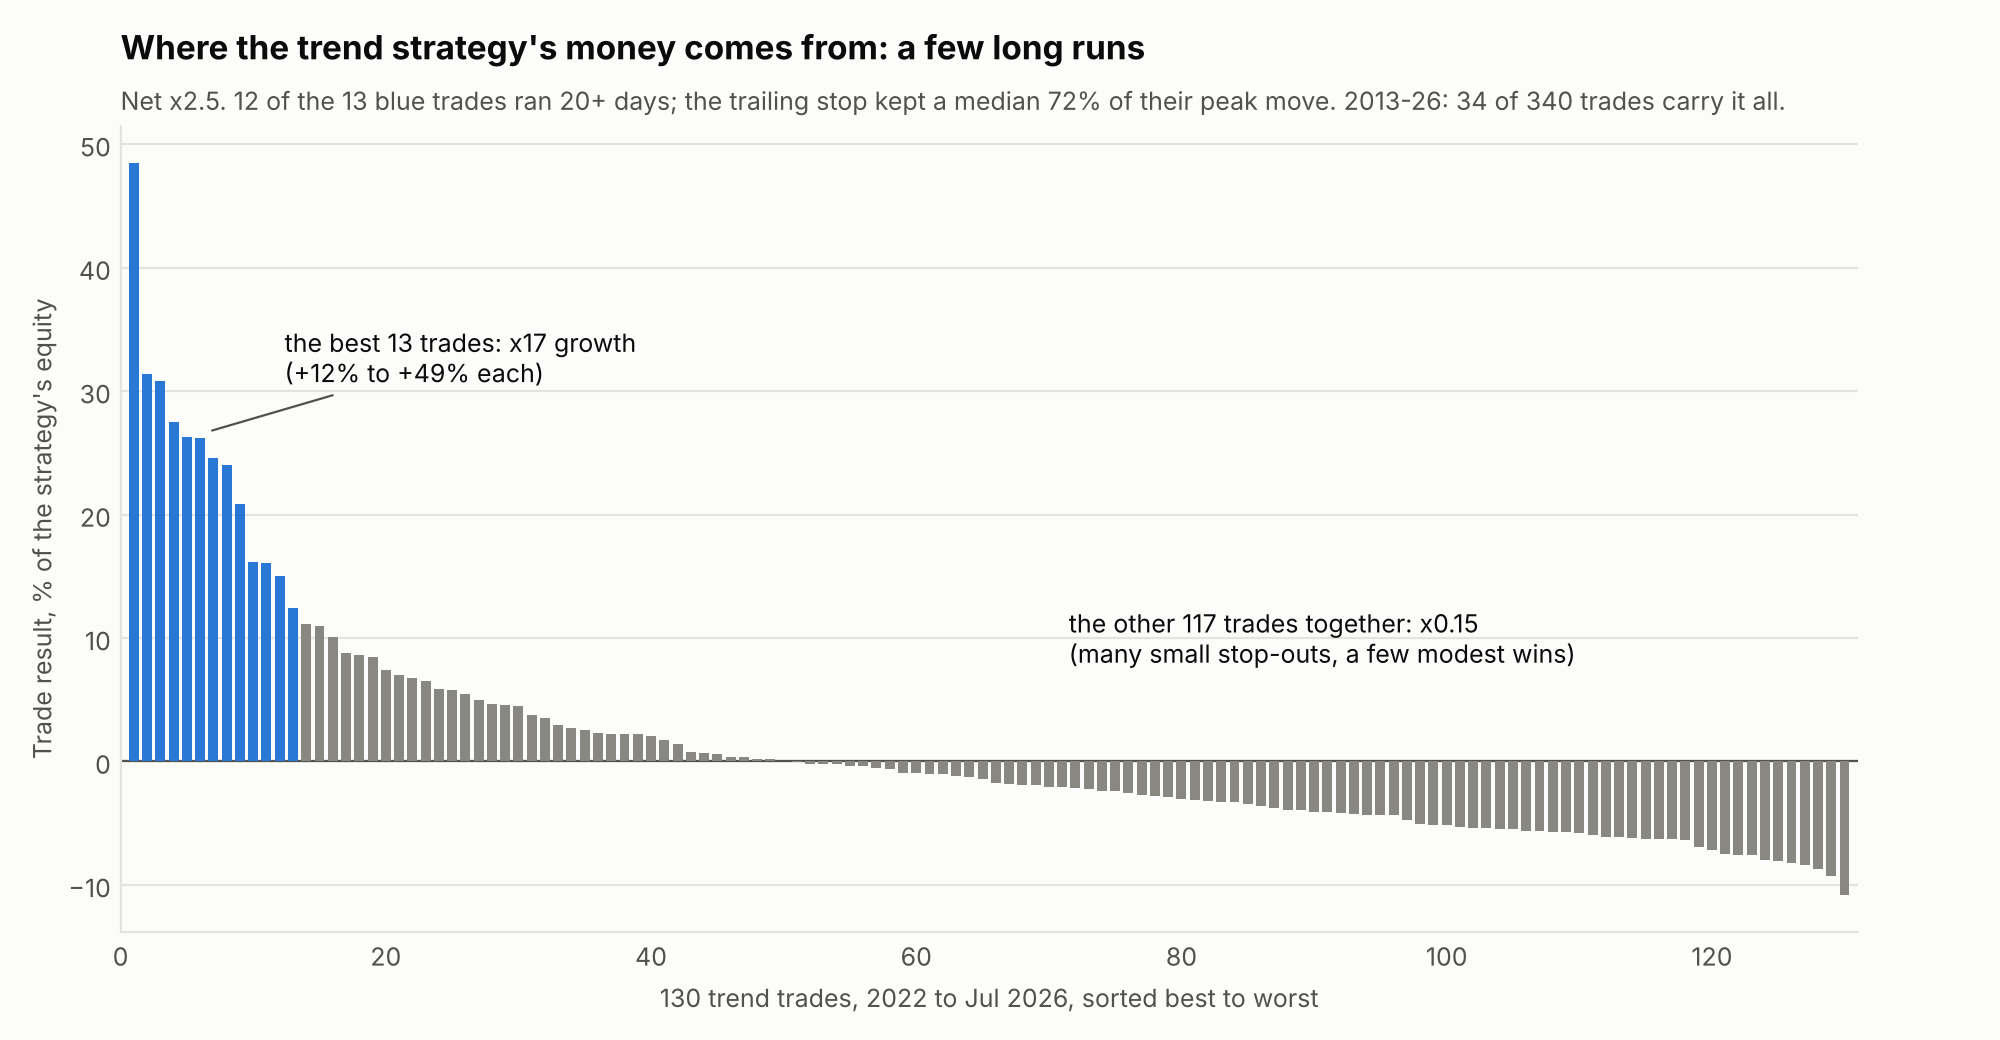 Where the trend strategy's money comes from: a few long runs
Net x2.5. 12 of the 13 blue trades ran 20+ days; the trailing stop kept a median 72% of their peak move. 2013-26: 34 of 340 trades carry it all.
Trade result, % of the strategy's equity
50
40
30
20
10
0
−10
the best 13 trades: x17 growth
(+12% to +49% each)
the other 117 trades together: x0.15
(many small stop-outs, a few modest wins)
0 20 40 60 80 100 120
130 trend trades, 2022 to Jul 2026, sorted best to worst